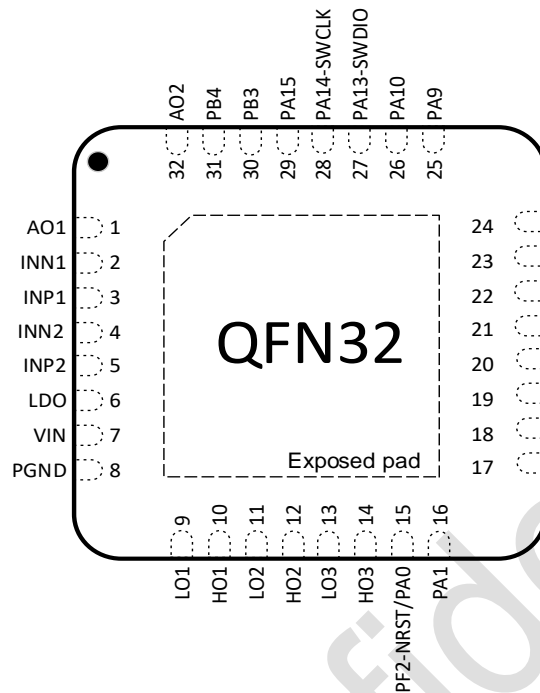 AO2
PB4
PB3
PA15
PA14-SWCLK
PA13-SWDIO
PA10
PA9
32
31
30
29
28
27
26
25
AO1 1
INN1 2
INP1 3
INN2 4
INP2 5
LDO 6
VIN 7
PGND 8
24
23
22
21
20
19
18
17
QFN32
Exposed pad
9
10
11
12
13
14
15
16
LO1
HO1
LO2
HO2
LO3
HO3
PF2-NRST/PA0
PA1